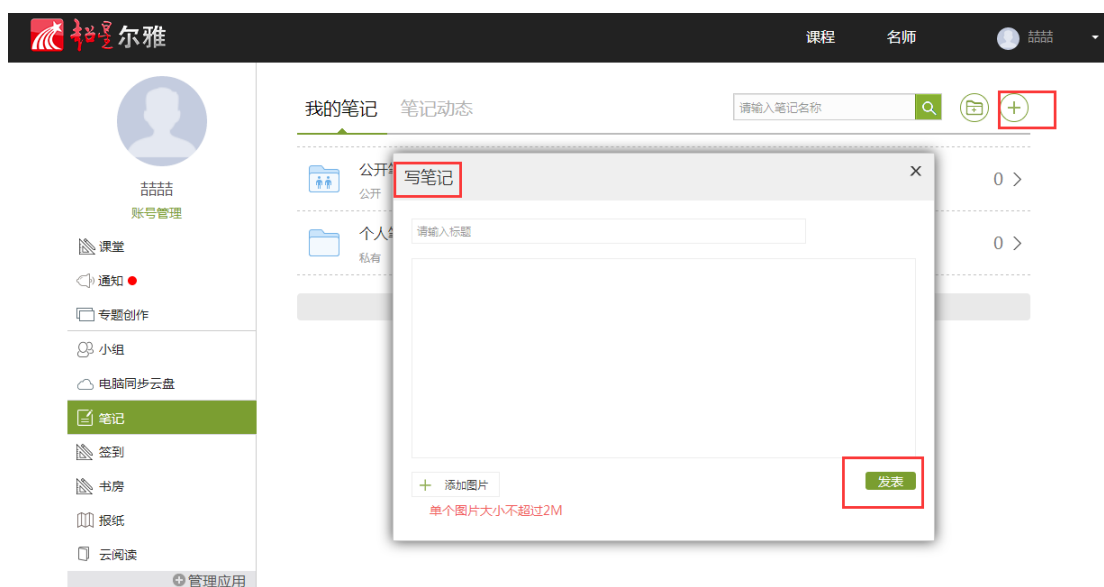 超星尔雅
课程 名师 喆喆
喆喆
账号管理
课堂
通知
专题创作
小组
电脑同步云盘
笔记
签到
书房
报纸
云阅读
管理应用
我的笔记 笔记动态 请输入笔记名称
公开
公开
0
个人
私有
0
写笔记
请输入标题
添加图片
单个图片大小不超过2M
发表